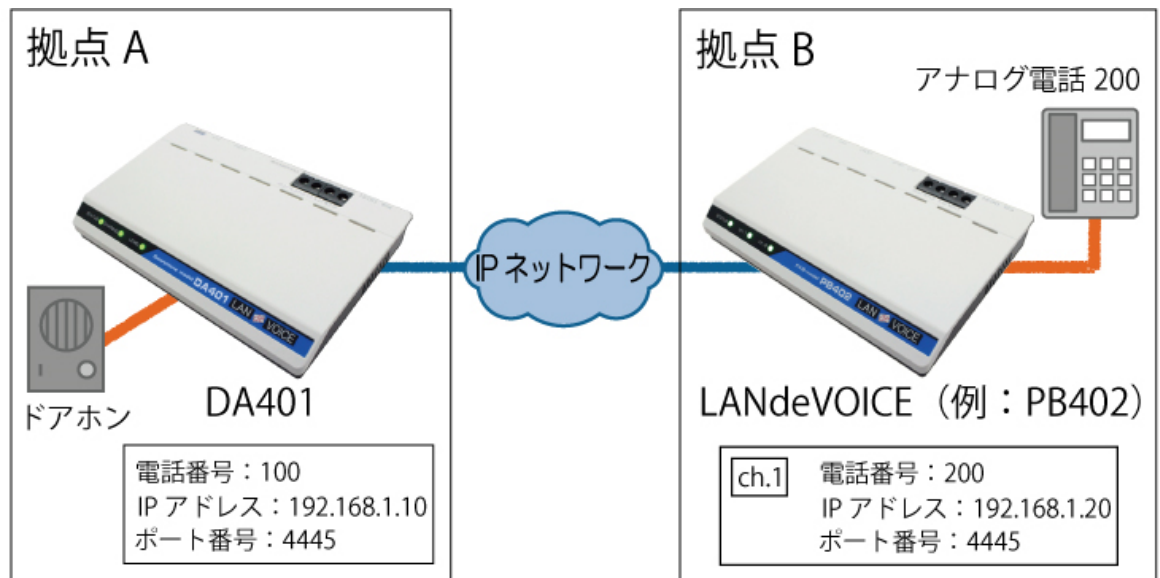 拠点 A
DA401 LAN de VOICE
ドアホン
DA401
電話番号：100
IP アドレス：192.168.1.10
ポート番号：4445
IP ネットワーク
拠点 B
アナログ電話 200
PB402 LAN de VOICE
LANdeVOICE（例：PB402）
ch.1
電話番号：200
IP アドレス：192.168.1.20
ポート番号：4445